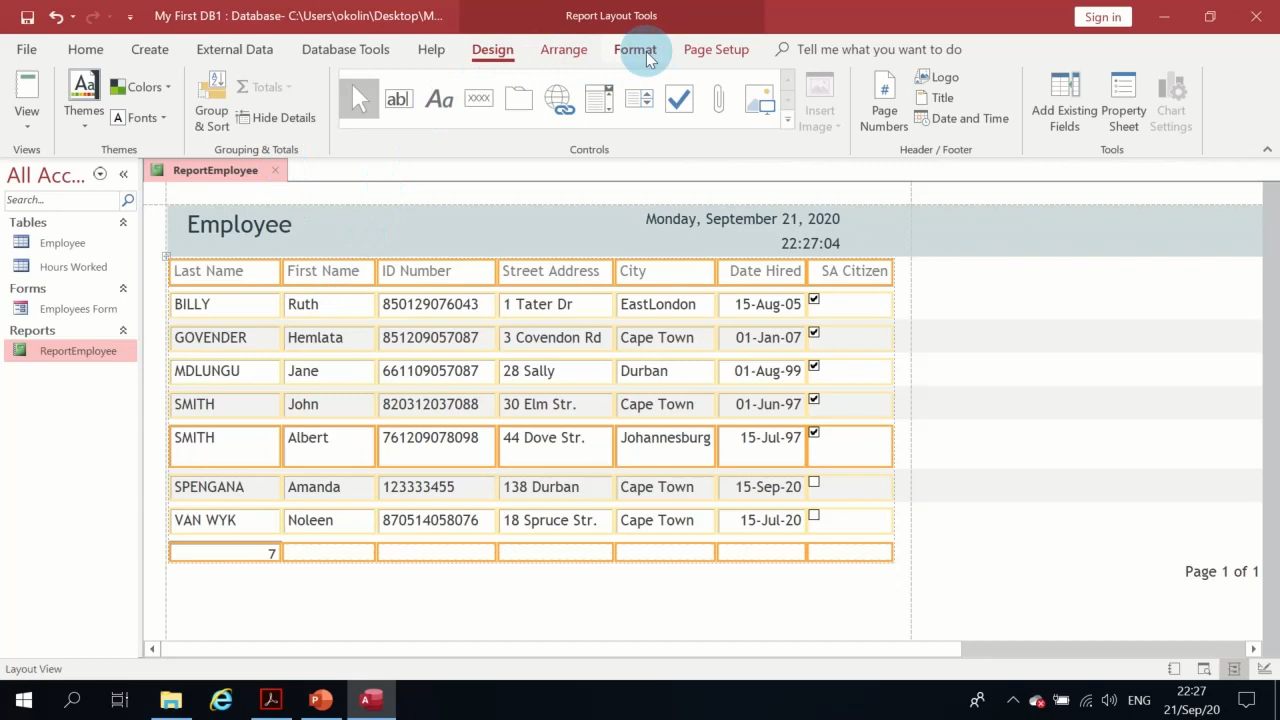 My First DB1 : Database- C:\Users\okolin\Desktop\M...
Report Layout Tools
Sign in
File Home Create External Data Database Tools Help Design Arrange Format Page Setup Tell me what you want to do
View
Views
Themes
Colors
Fonts
Themes
Group & Sort
Totals
Hide Details
Grouping & Totals
ab|
Aa
XXXX
Insert Image
Controls
Page Numbers
Logo
Title
Date and Time
Header / Footer
Add Existing Fields
Property Sheet
Chart Settings
Tools
All Acc...
Search...
Tables
Employee
Hours Worked
Forms
Employees Form
Reports
ReportEmployee
ReportEmployee
Employee
Monday, September 21, 2020
22:27:04
Last Name First Name ID Number Street Address City Date Hired SA Citizen
BILLY Ruth 850129076043 1 Tater Dr EastLondon 15-Aug-05
GOVENDER Hemlata 851209057087 3 Covendon Rd Cape Town 01-Jan-07
MDLUNGU Jane 661109057087 28 Sally Durban 01-Aug-99
SMITH John 820312037088 30 Elm Str. Cape Town 01-Jun-97
SMITH Albert 761209078098 44 Dove Str. Johannesburg 15-Jul-97
SPENGANA Amanda 123333455 138 Durban Cape Town 15-Sep-20
VAN WYK Noleen 870514058076 18 Spruce Str. Cape Town 15-Jul-20
7
Page 1 of 1
Layout View
ENG
22:27
21/Sep/20